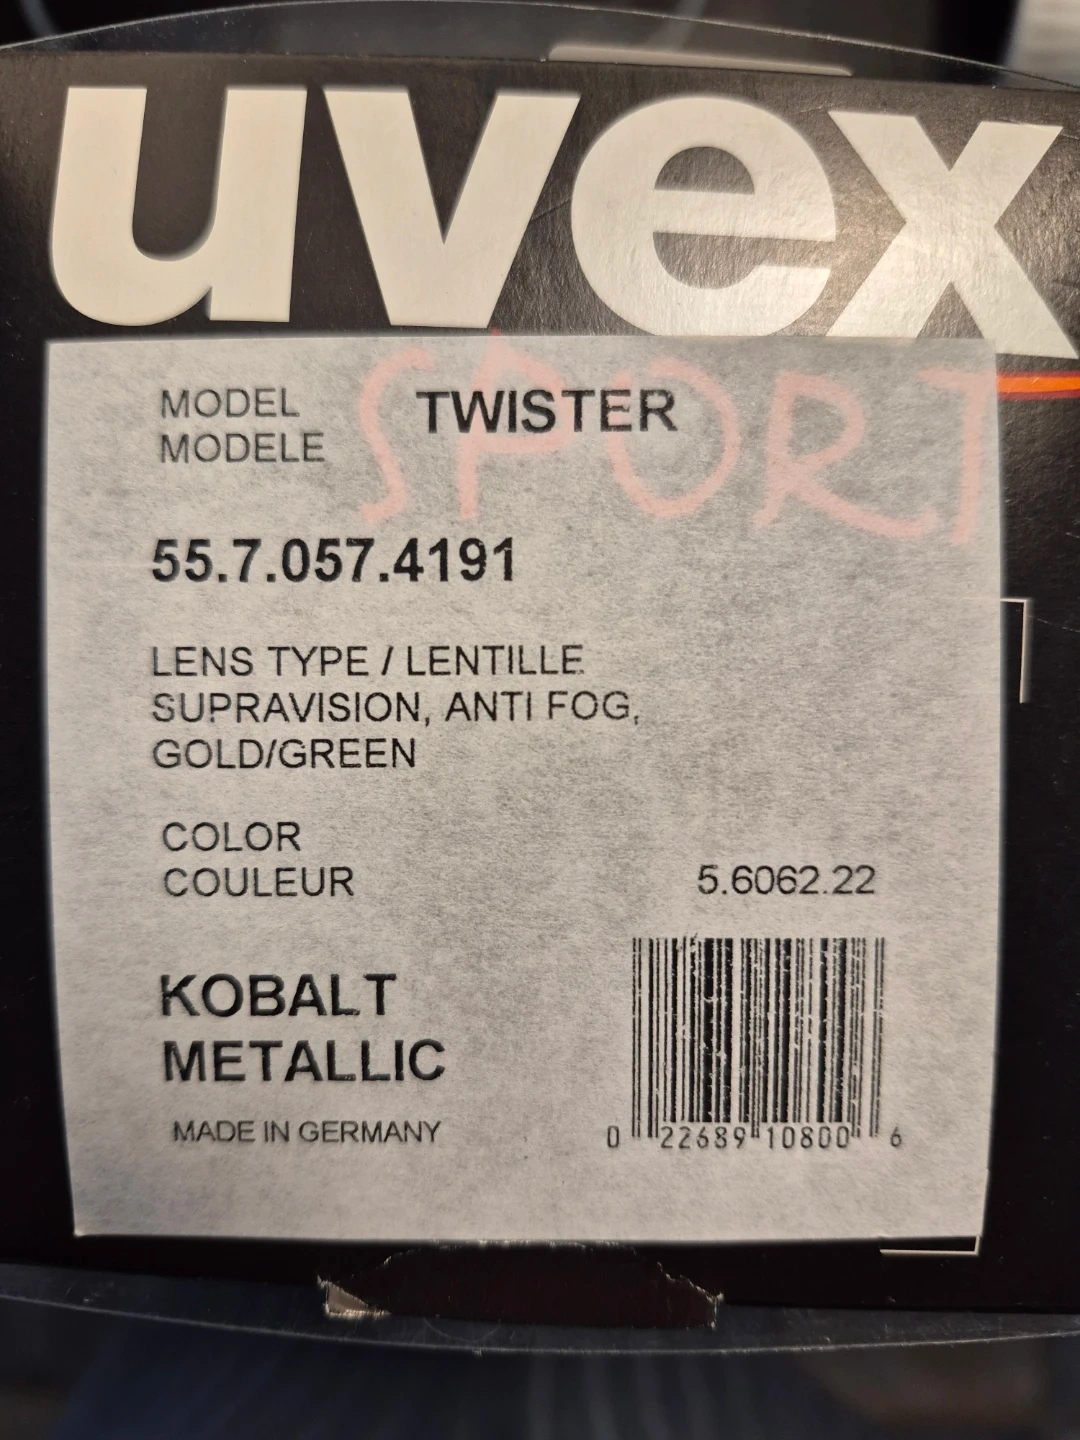 uvex
SPORT
MODEL
MODELE
TWISTER
55.7.057.4191
LENS TYPE / LENTILLE
SUPRAVISION, ANTI FOG,
GOLD/GREEN
COLOR
COULEUR
5.6062.22
KOBALT
METALLIC
MADE IN GERMANY
0 22689 10800 6